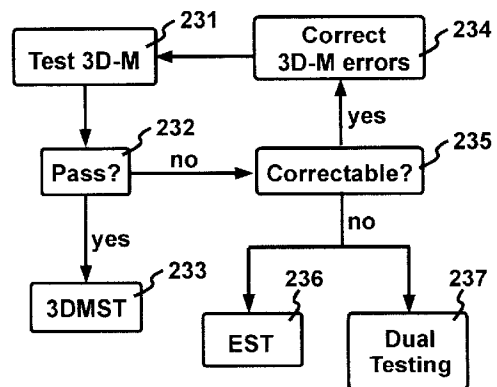 231
Test 3D-M
234
Correct
3D-M errors
232
Pass?
no
yes
235
Correctable?
yes
233
3DMST
no
236
EST
237
Dual
Testing